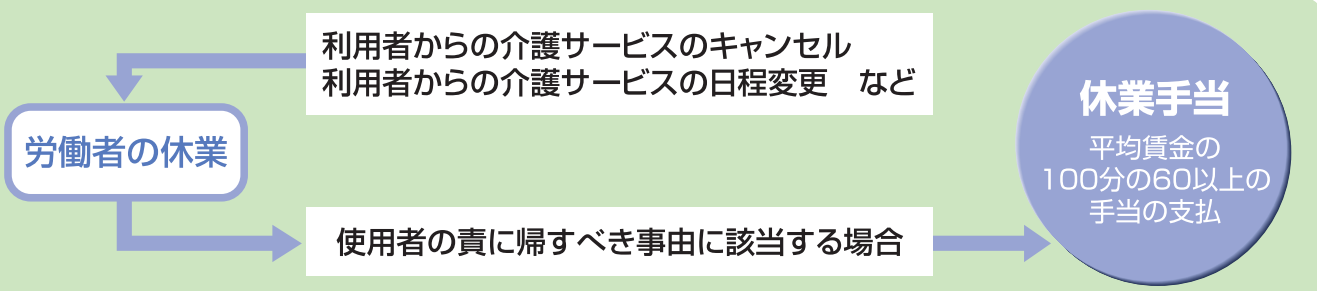 利用者からの介護サービスのキャンセル
利用者からの介護サービスの日程変更　など
労働者の休業
使用者の責に帰すべき事由に該当する場合
休業手当
平均賃金の
100分の60以上の
手当の支払